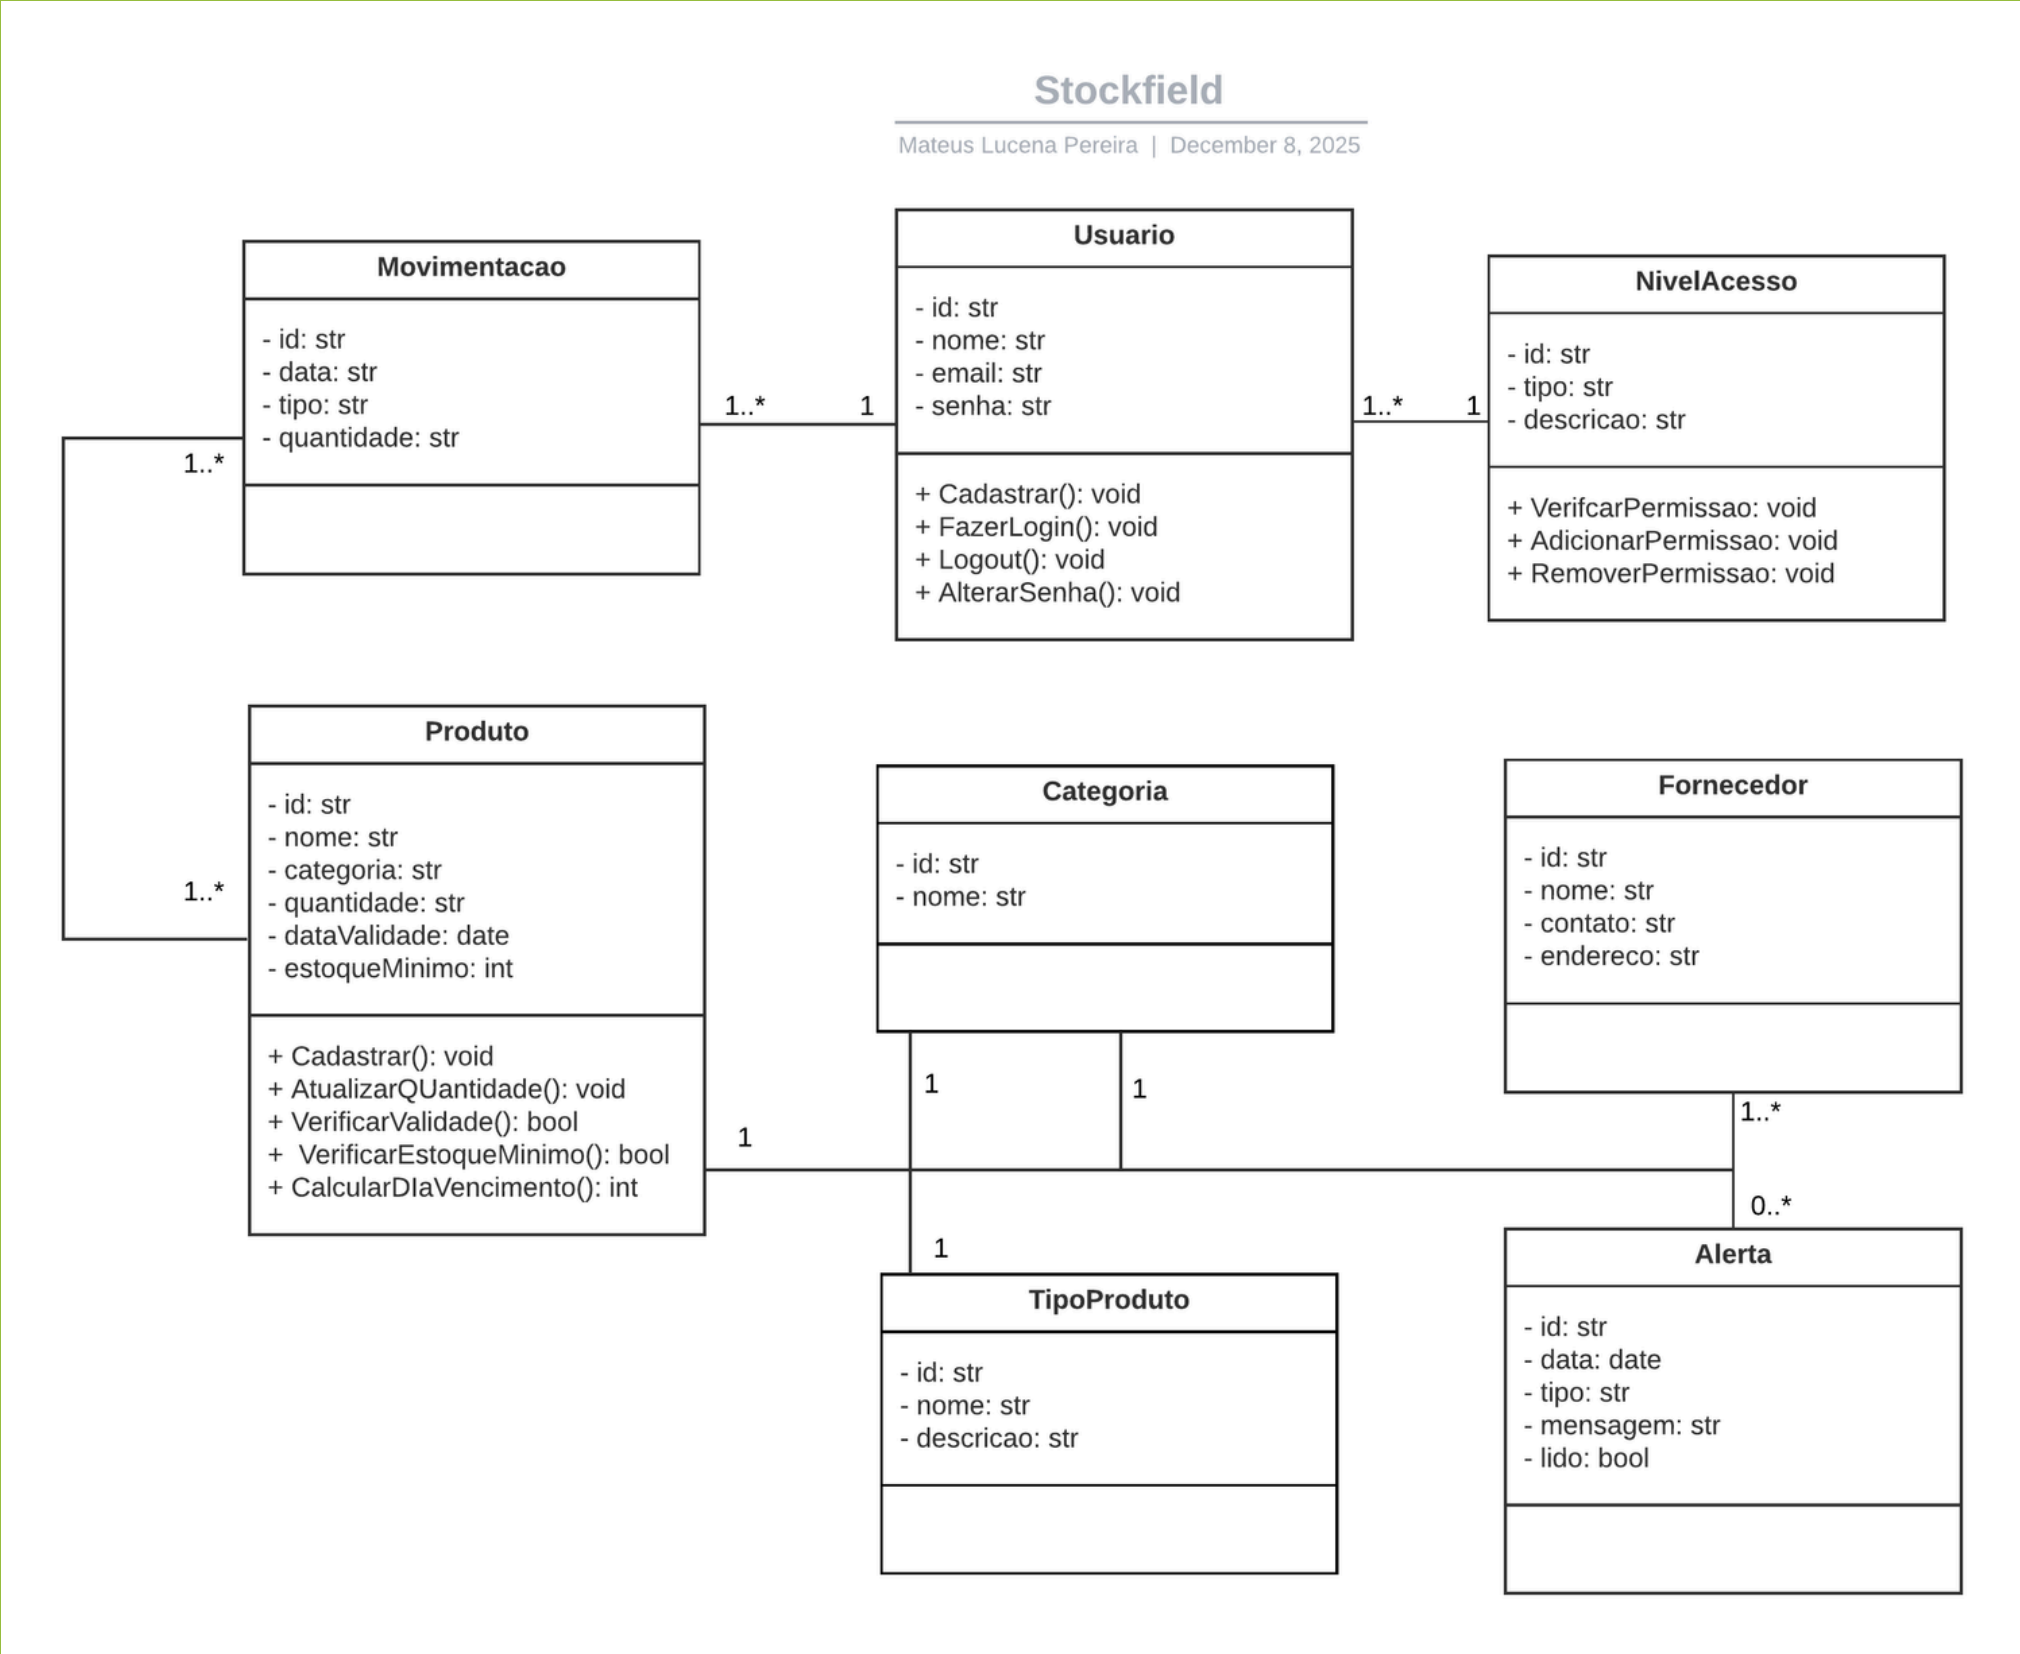 Stockfield
Mateus Lucena Pereira | December 8, 2025
Movimentacao
- id: str
- data: str
- tipo: str
- quantidade: str
1..*
1..*
1
Usuario
- id: str
- nome: str
- email: str
- senha: str
+ Cadastrar(): void
+ FazerLogin(): void
+ Logout(): void
+ AlterarSenha(): void
1..*
1
NivelAcesso
- id: str
- tipo: str
- descricao: str
+ VerifcarPermissao: void
+ AdicionarPermissao: void
+ RemoverPermissao: void
Produto
- id: str
- nome: str
- categoria: str
- quantidade: str
- dataValidade: date
- estoqueMinimo: int
+ Cadastrar(): void
+ AtualizarQUantidade(): void
+ VerificarValidade(): bool
+  VerificarEstoqueMinimo(): bool
+ CalcularDIaVencimento(): int
1..*
1
Categoria
- id: str
- nome: str
1
1
1
TipoProduto
- id: str
- nome: str
- descricao: str
Fornecedor
- id: str
- nome: str
- contato: str
- endereco: str
1..*
0..*
Alerta
- id: str
- data: date
- tipo: str
- mensagem: str
- lido: bool